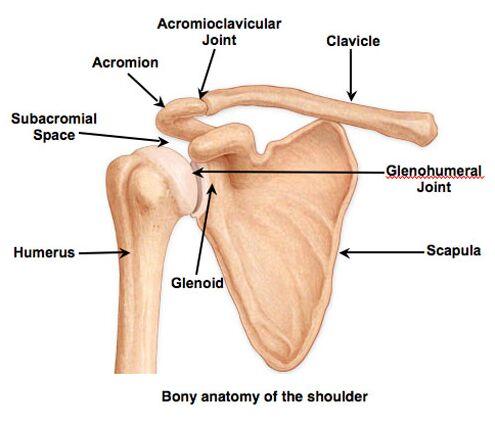 Acromioclavicular
Joint
Clavicle
Acromion
Subacromial
Space
Glenohumeral
Joint
Humerus
Scapula
Glenoid
Bony anatomy of the shoulder